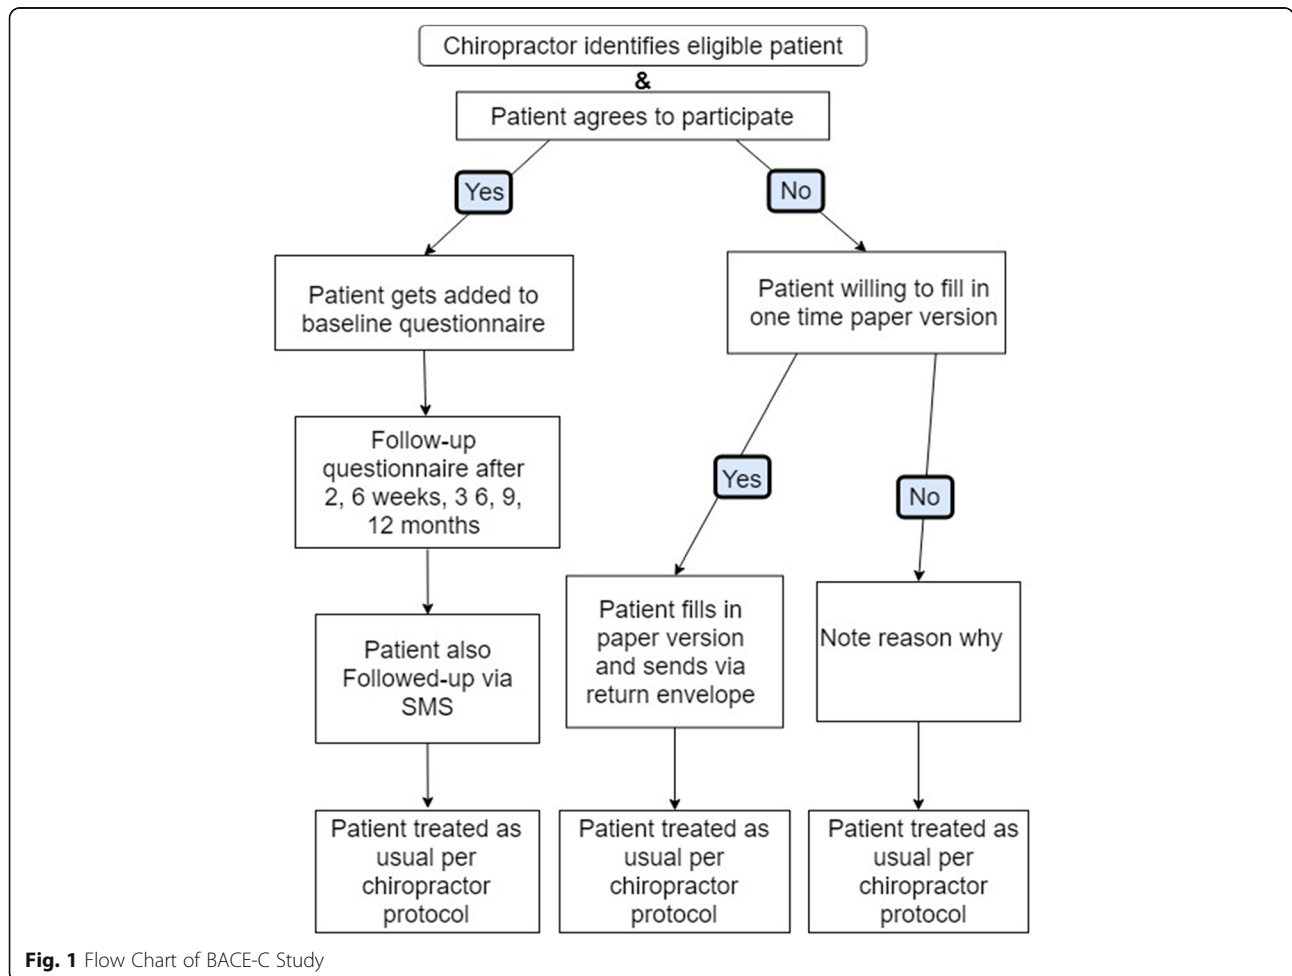 Chiropractor identifies eligible patient
&
Patient agrees to participate
Yes
No
Patient gets added to
baseline questionnaire
Patient willing to fill in
one time paper version
Follow-up
questionnaire after
2, 6 weeks, 3 6, 9,
12 months
Yes
No
Patient also
Followed-up via
SMS
Patient fills in
paper version
and sends via
return envelope
Note reason why
Patient treated as
usual per
chiropractor
protocol
Patient treated as
usual per
chiropractor
protocol
Patient treated as
usual per
chiropractor
protocol
Fig. 1 Flow Chart of BACE-C Study